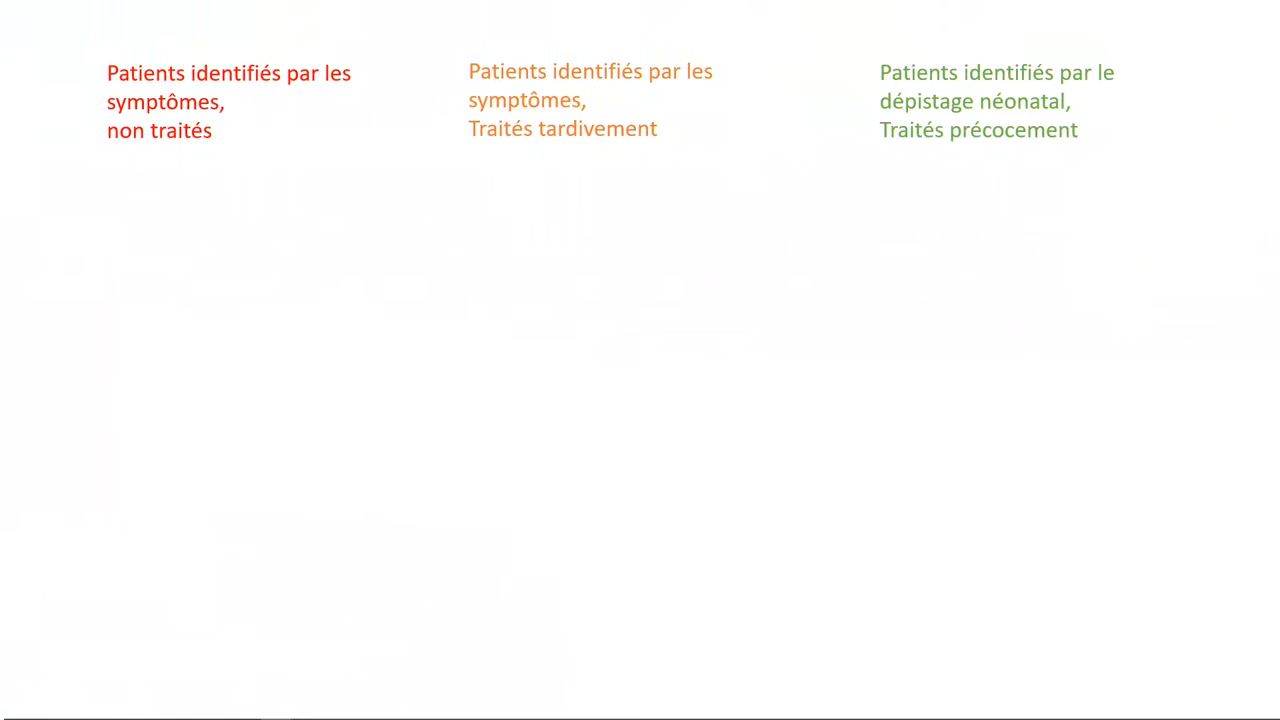 Patients identifiés par les
symptômes,
non traités
Patients identifiés par les
symptômes,
Traités tardivement
Patients identifiés par le
dépistage néonatal,
Traités précocement